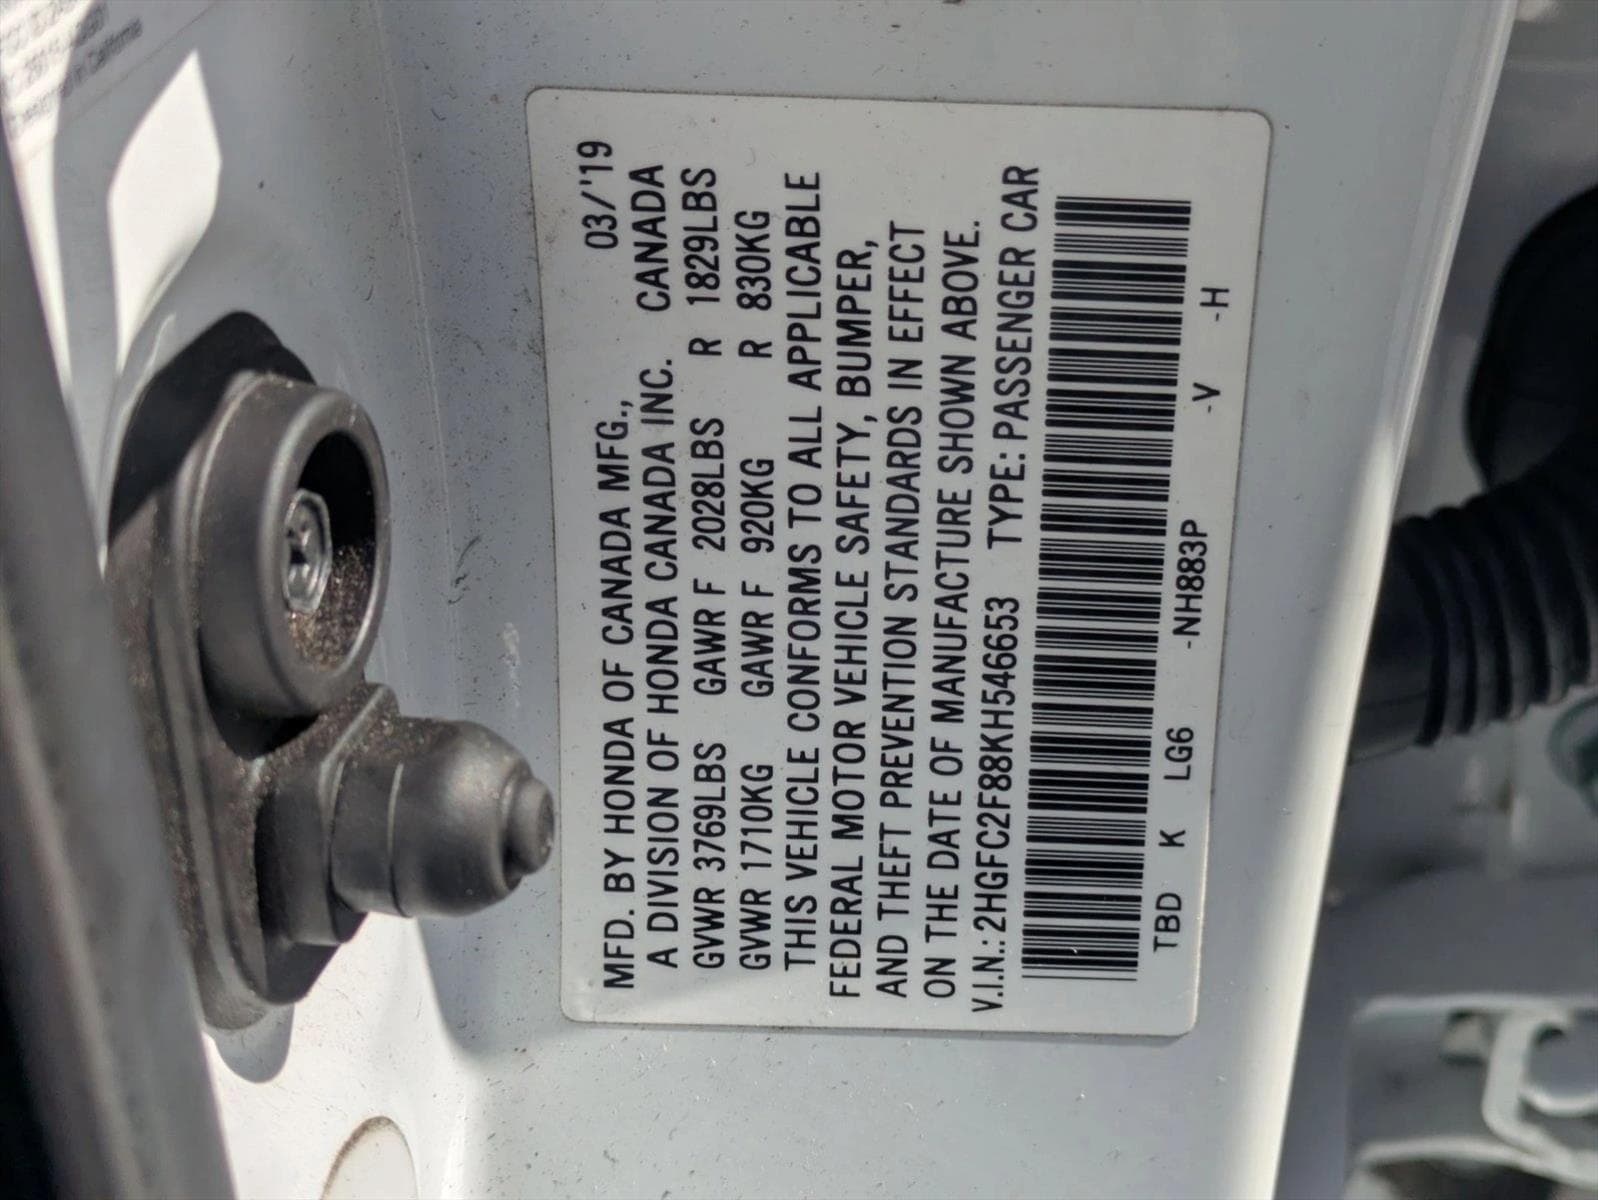 MFD. BY HONDA OF CANADA MFG., 03/'19
A DIVISION OF HONDA CANADA INC. CANADA
GVWR 3769LBS GAWR F 2028LBS R 1829LBS
GVWR 1710KG GAWR F 920KG R 830KG
THIS VEHICLE CONFORMS TO ALL APPLICABLE
FEDERAL MOTOR VEHICLE SAFETY, BUMPER,
AND THEFT PREVENTION STANDARDS IN EFFECT
ON THE DATE OF MANUFACTURE SHOWN ABOVE.
V.I.N.: 2HGFC2F88KH546653 TYPE: PASSENGER CAR
TBD K LG6 -NH883P -V -H
in California